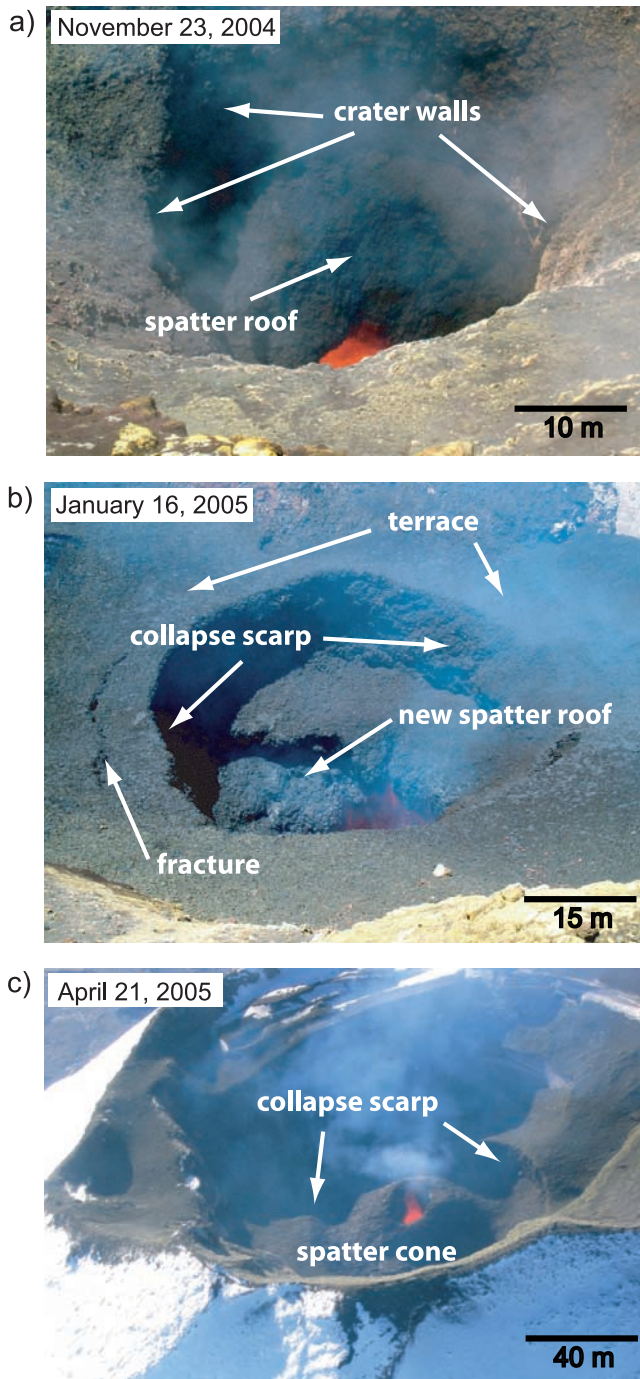 a)
November 23, 2004
crater walls
spatter roof
10 m
b)
January 16, 2005
terrace
collapse scarp
new spatter roof
fracture
15 m
c)
April 21, 2005
collapse scarp
spatter cone
40 m